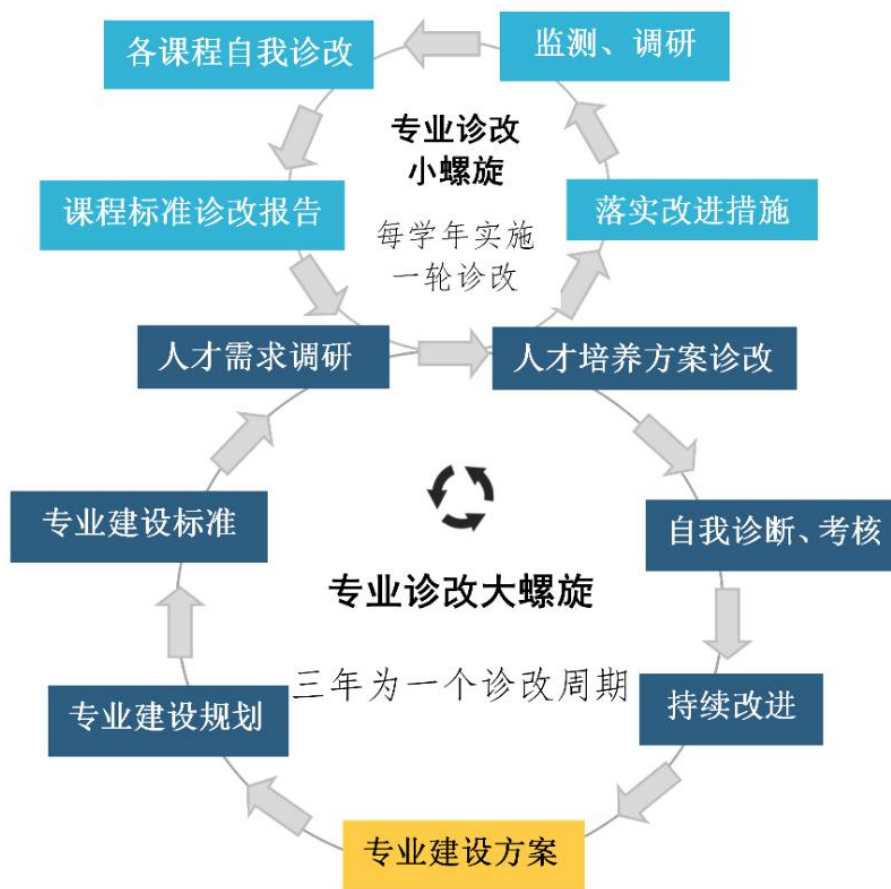 各课程自我诊改
监测、调研
专业诊改
小螺旋
课程标准诊改报告
落实改进措施
每学年实施
一轮诊改
人才需求调研
人才培养方案诊改
专业建设标准
自我诊断、考核
专业诊改大螺旋
三年为一个诊改周期
专业建设规划
持续改进
专业建设方案